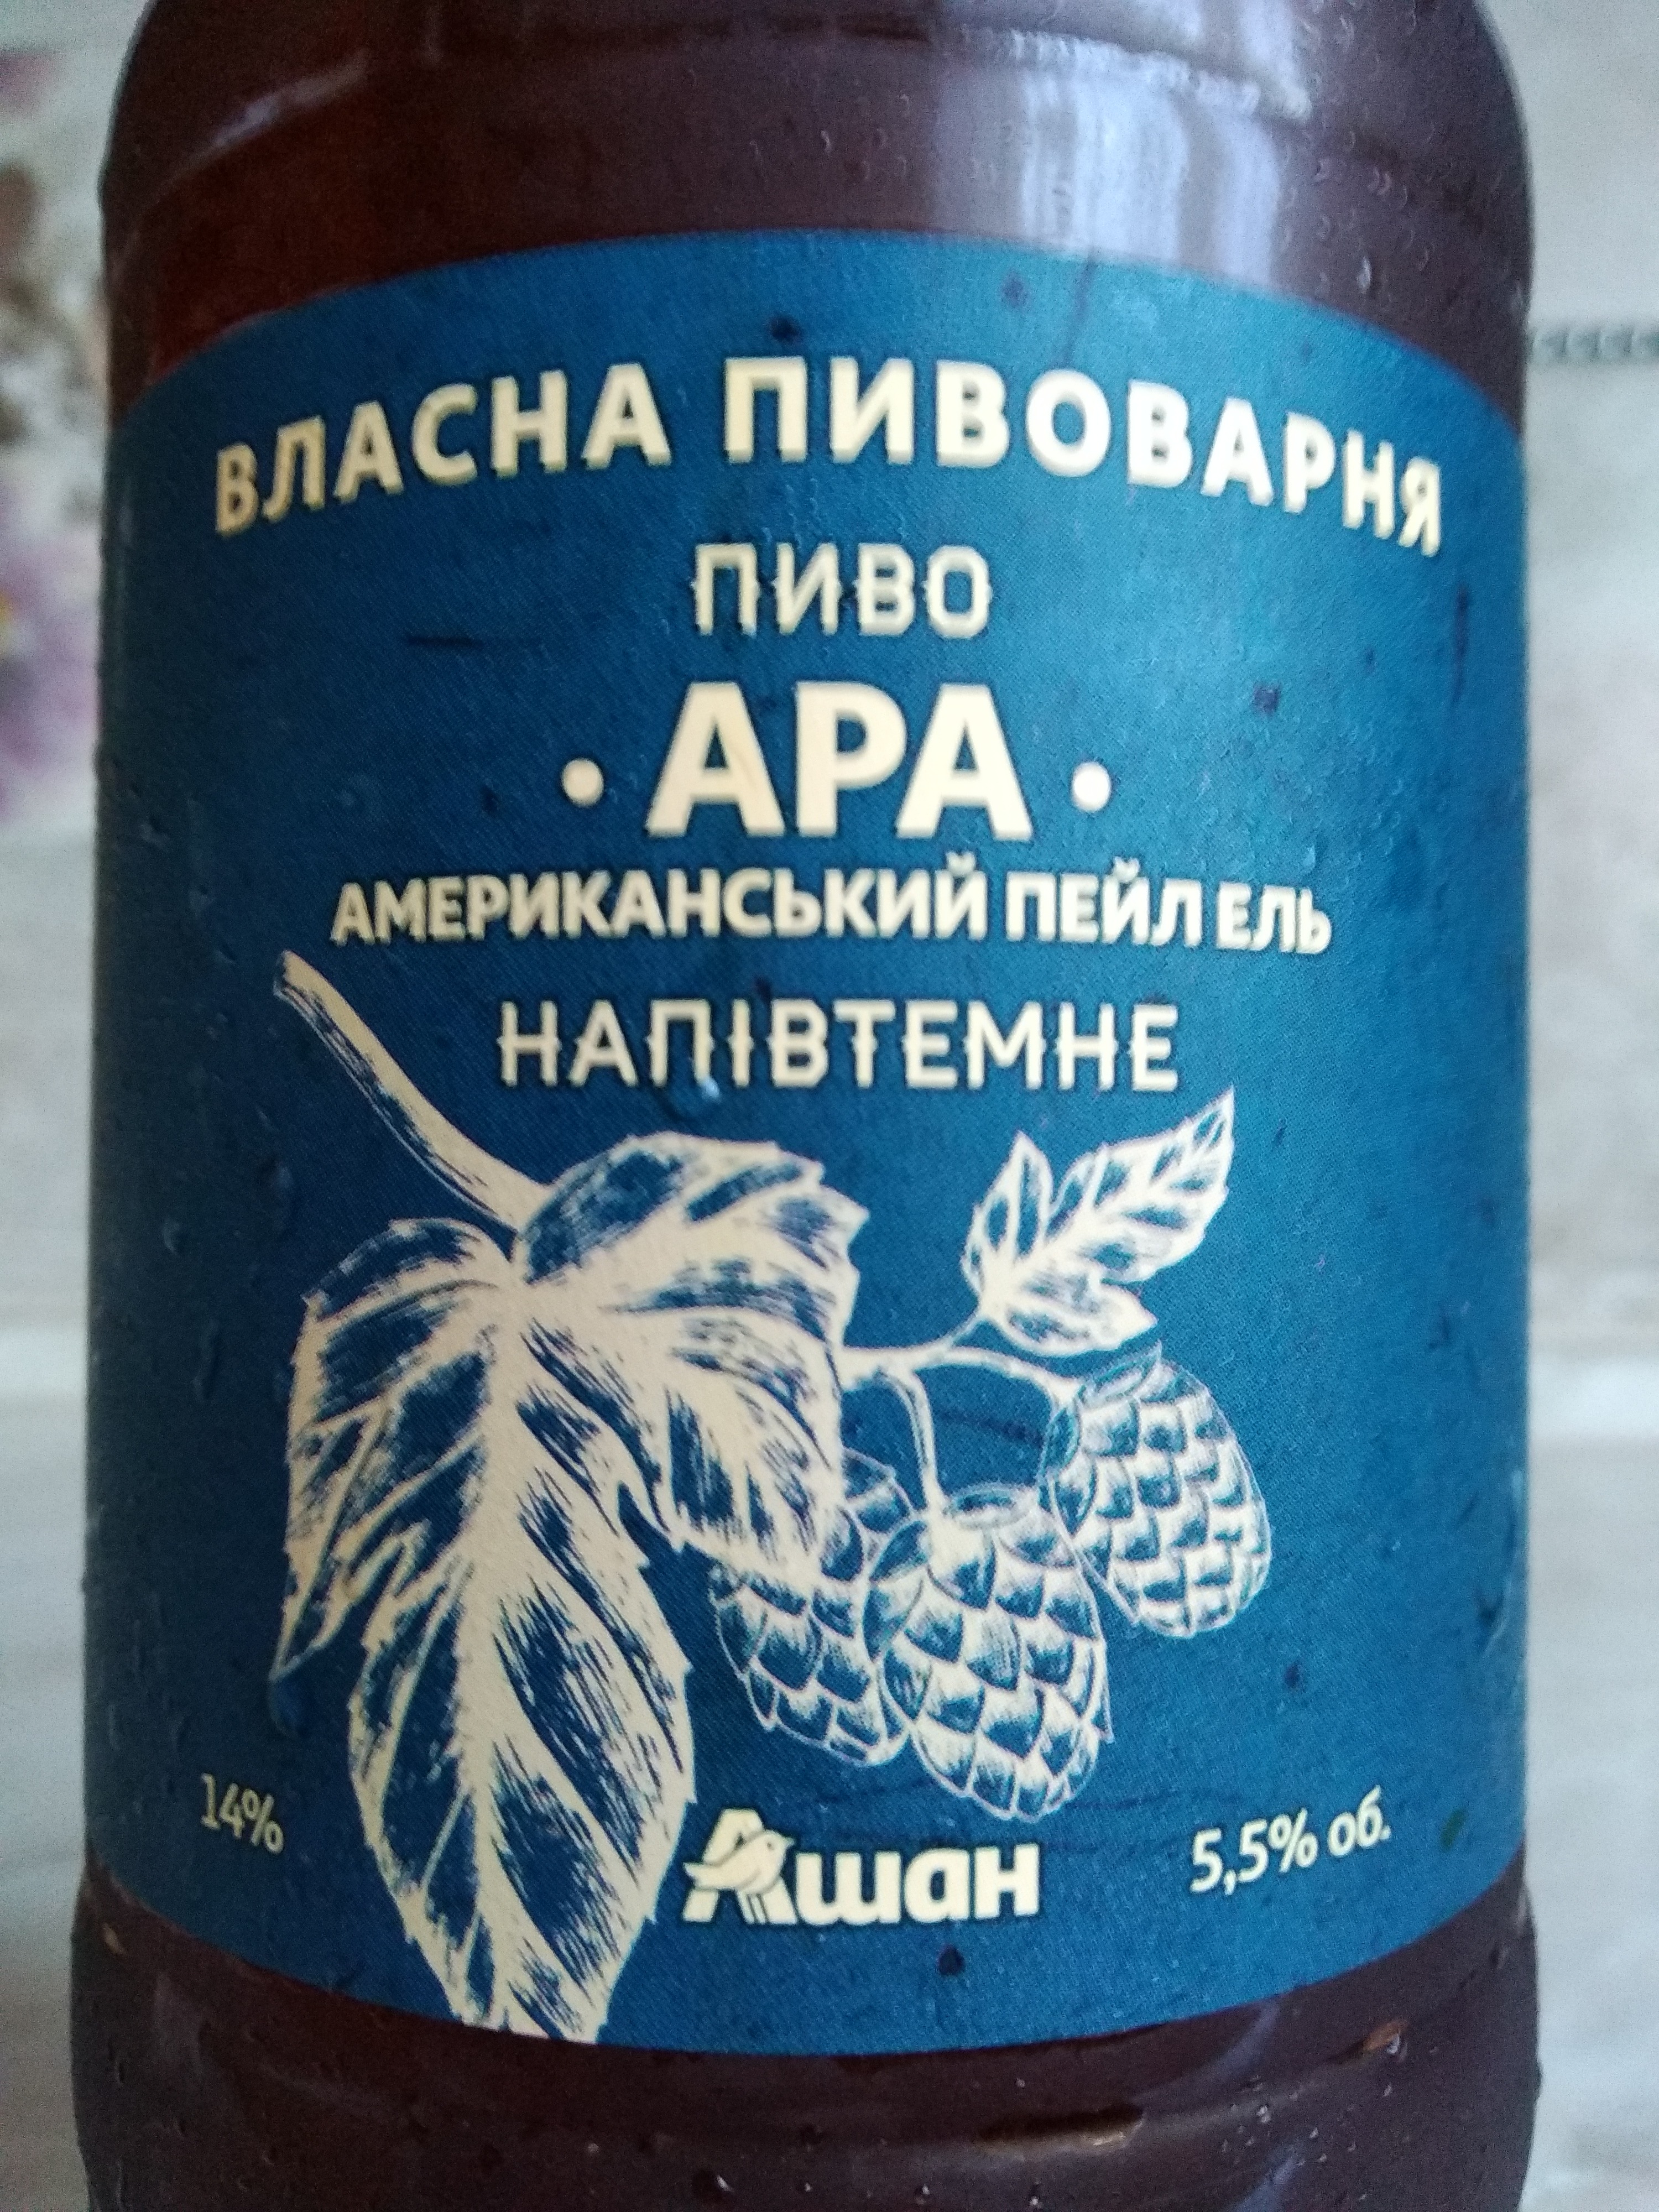 ВЛАСНА ПИВОВАРНЯ
ПИВО
• APA •
АМЕРИКАНСЬКИЙ ПЕЙЛ ЕЛЬ
НАПІВТЕМНЕ
14%
Ашан
5,5% об.